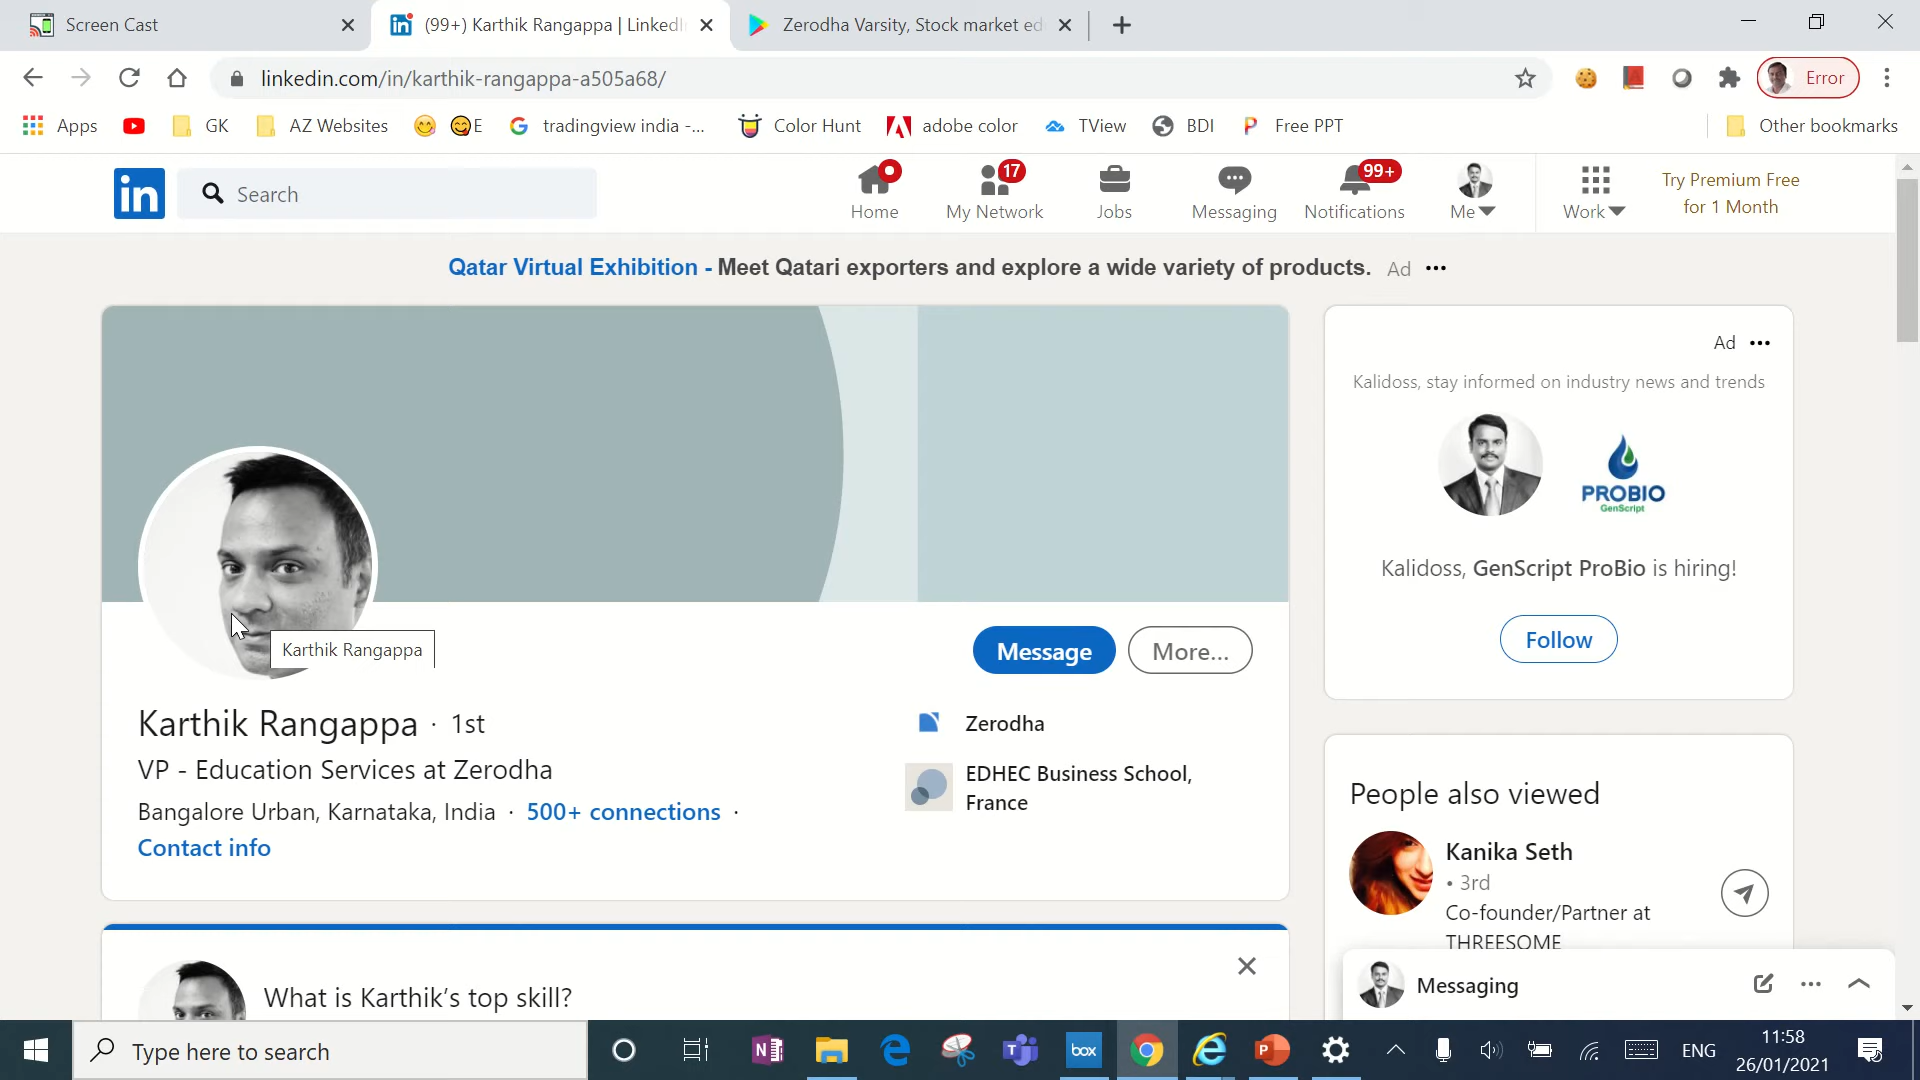 Screen Cast
(99+) Karthik Rangappa | LinkedI
Zerodha Varsity, Stock market ed
linkedin.com/in/karthik-rangappa-a505a68/
Error
Apps
GK
AZ Websites
E
tradingview india -...
Color Hunt
adobe color
TView
BDI
Free PPT
Other bookmarks
in
Search
Home
17
My Network
Jobs
Messaging
99+
Notifications
Me
Work
Try Premium Free
for 1 Month
Qatar Virtual Exhibition - Meet Qatari exporters and explore a wide variety of products. Ad
Karthik Rangappa
Message
More...
Karthik Rangappa · 1st
VP - Education Services at Zerodha
Bangalore Urban, Karnataka, India · 500+ connections ·
Contact info
Zerodha
EDHEC Business School,
France
What is Karthik's top skill?
Ad
Kalidoss, stay informed on industry news and trends
PROBIO
GenScript
Kalidoss, GenScript ProBio is hiring!
Follow
People also viewed
Kanika Seth
• 3rd
Co-founder/Partner at
THREESOME
Messaging
Type here to search
box
ENG
11:58
26/01/2021